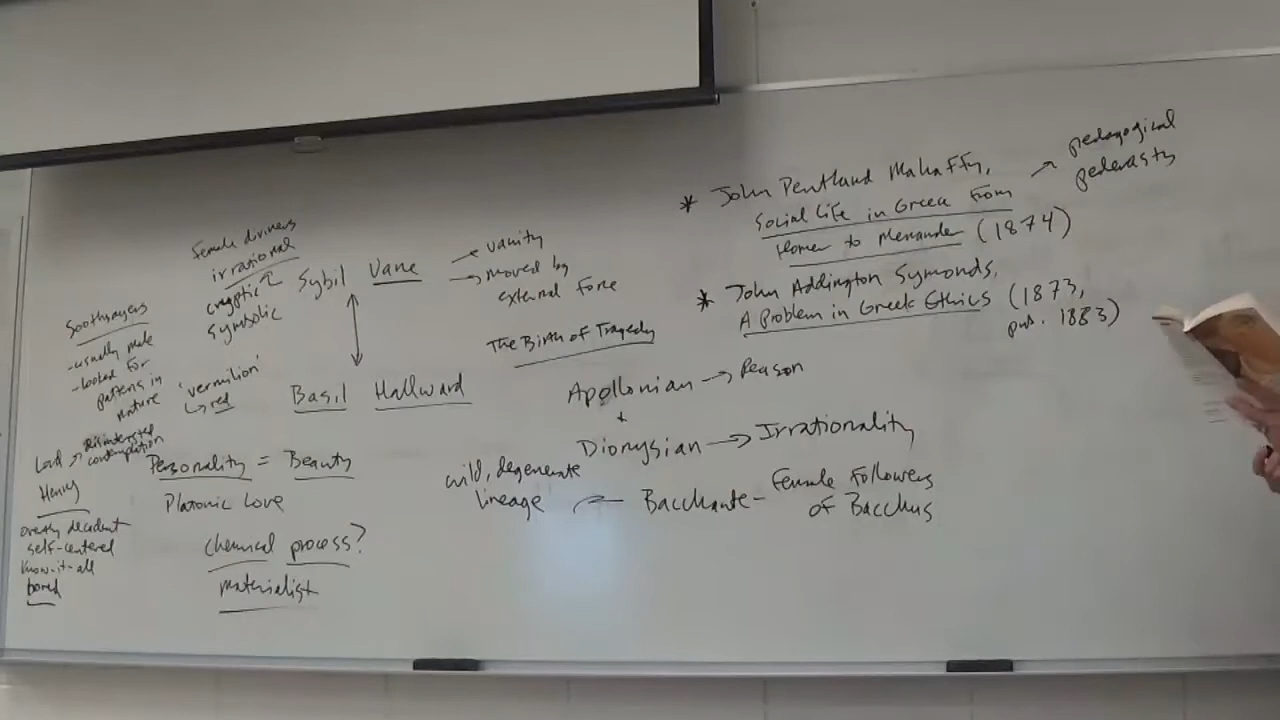 Soothsayers
-usually male
-looked for
patterns in
nature
Lord → disinterested
contemplation
Henry
overtly decadent
self-centered
know-it-all
bored
Female diviners
irrational
cryptic
symbolic
'vermilion'
↳ red
Sybil Vane
→ vanity
→ moved by
external force
Basil Hallward
Personality = Beauty
Platonic Love
chemical process?
materialist
The Birth of Tragedy
Apollonian → Reason
+
Dionysian → Irrationality
Bacchante - Female Followers
of Bacchus
wild, degenerate
lineage
* John Pentland Mahaffy,
Social Life in Greece From
Homer to Menander (1874)
→ pedagogical
pederasty
* John Addington Symonds,
A Problem in Greek Ethics (1873,
pub. 1883)